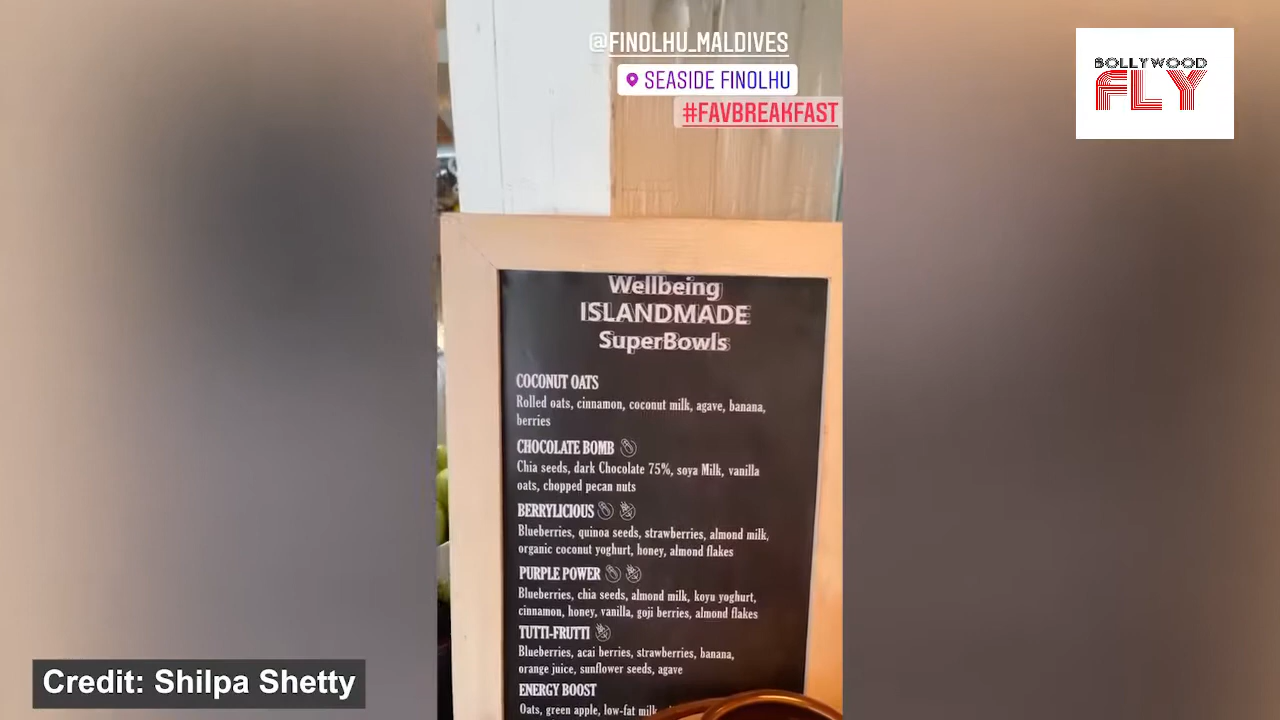 @FINOLHU_MALDIVES
SEASIDE FINOLHU
#FAVBREAKFAST
BOLLYWOOD
FLY
Wellbeing
ISLANDMADE
SuperBowls
COCONUT OATS
Rolled oats, cinnamon, coconut milk, agave, banana,
berries
CHOCOLATE BOMB
Chia seeds, dark Chocolate 75%, soya Milk, vanilla
oats, chopped pecan nuts
BERRYLICIOUS
Blueberries, quinoa seeds, strawberries, almond milk,
organic coconut yoghurt, honey, almond flakes
PURPLE POWER
Blueberries, chia seeds, almond milk, koyu yoghurt,
cinnamon, honey, vanilla, goji berries, almond flakes
TUTTI-FRUTTI
Blueberries, acai berries, strawberries, banana,
orange juice, sunflower seeds, agave
ENERGY BOOST
Oats, green apple, low-fat milk
Credit: Shilpa Shetty